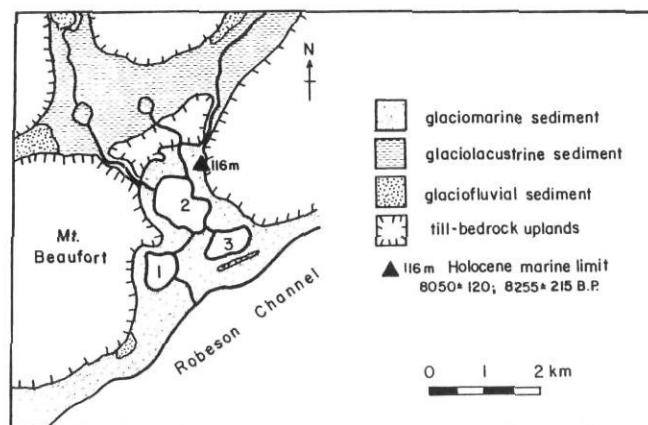 N
116m
2
3
1
Mt.
Beaufort
Robeson Channel
glaciomarine sediment
glaciolacustrine sediment
glaciofluvial sediment
till-bedrock uplands
116m Holocene marine limit
8050± 120; 8255± 215 B.P.
0 1 2 km